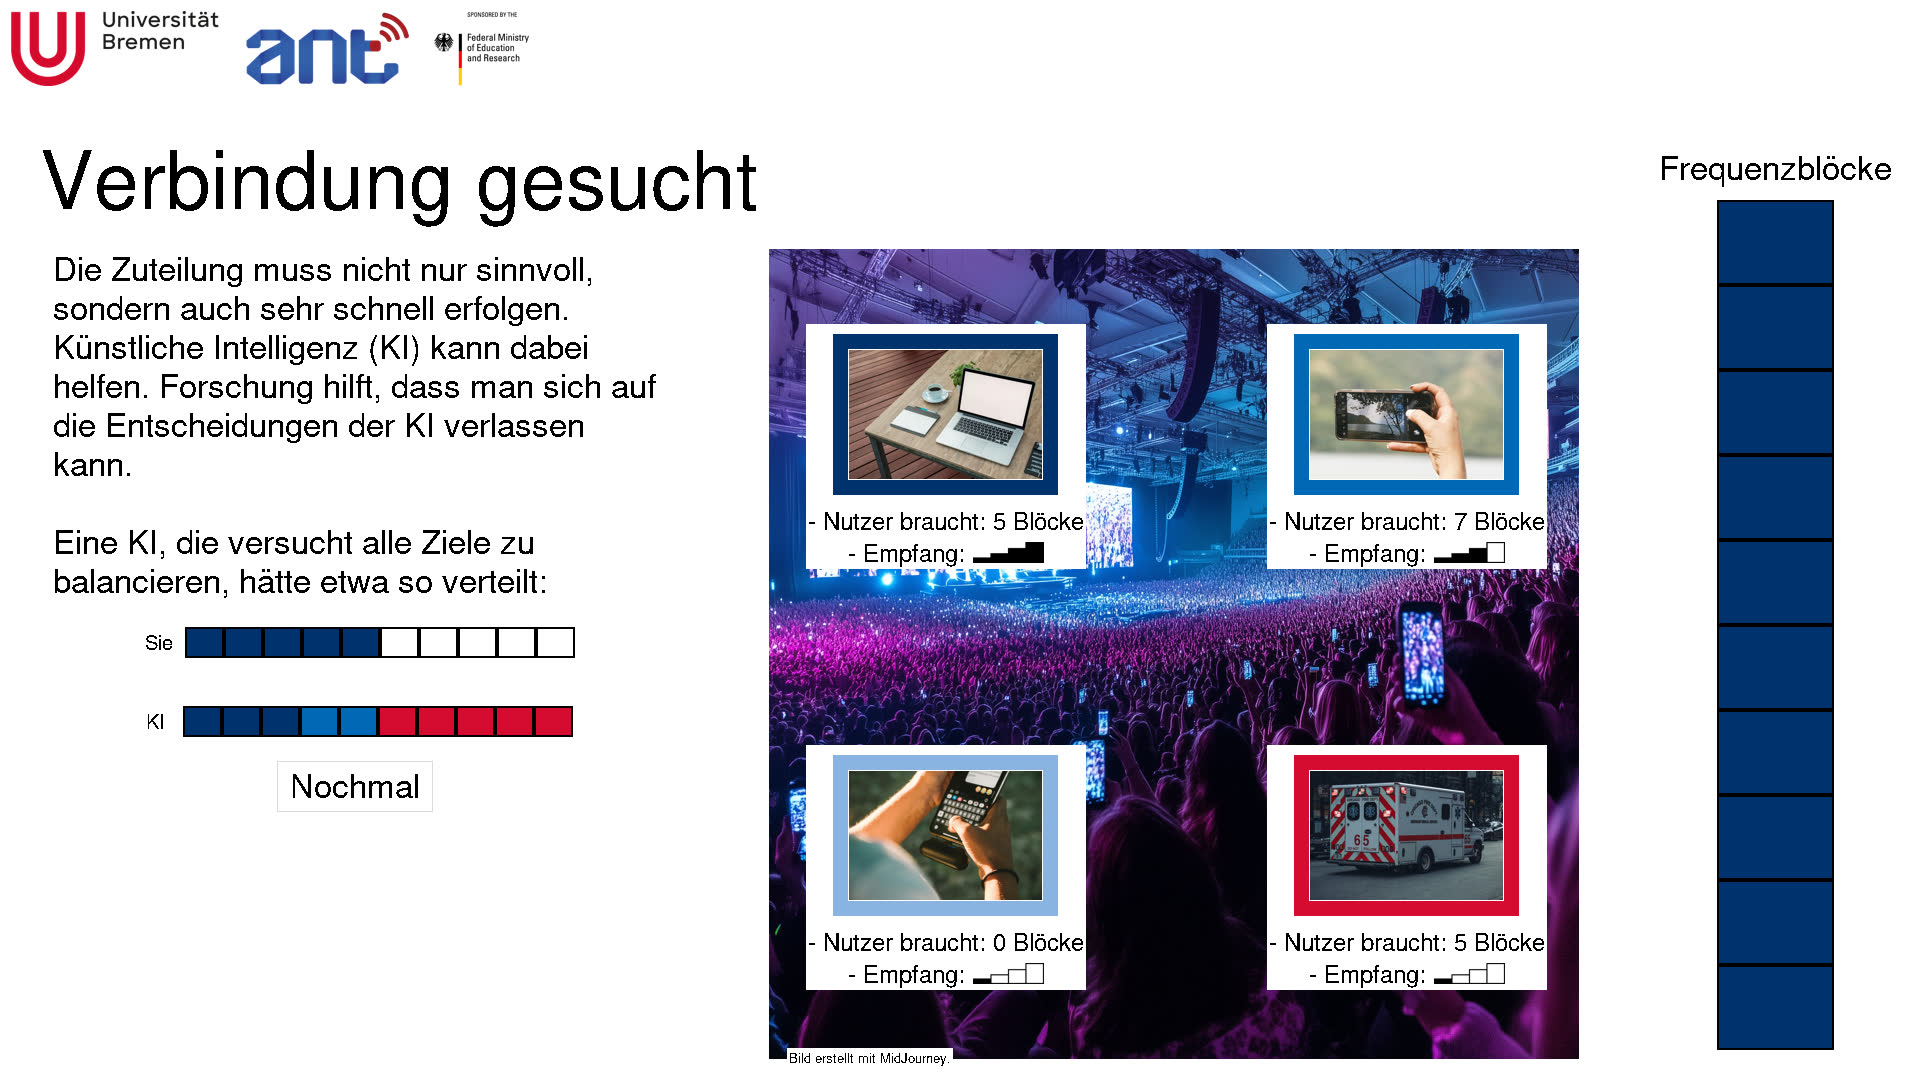 Universität
Bremen
ant
SPONSORED BY THE
Federal Ministry
of Education
and Research
Verbindung gesucht
Die Zuteilung muss nicht nur sinnvoll,
sondern auch sehr schnell erfolgen.
Künstliche Intelligenz (KI) kann dabei
helfen. Forschung hilft, dass man sich auf
die Entscheidungen der KI verlassen
kann.
Eine KI, die versucht alle Ziele zu
balancieren, hätte etwa so verteilt:
Sie
KI
Nochmal
- Nutzer braucht: 5 Blöcke
- Empfang:
- Nutzer braucht: 7 Blöcke
- Empfang:
65
- Nutzer braucht: 0 Blöcke
- Empfang:
- Nutzer braucht: 5 Blöcke
- Empfang:
Bild erstellt mit MidJourney.
Frequenzblöcke